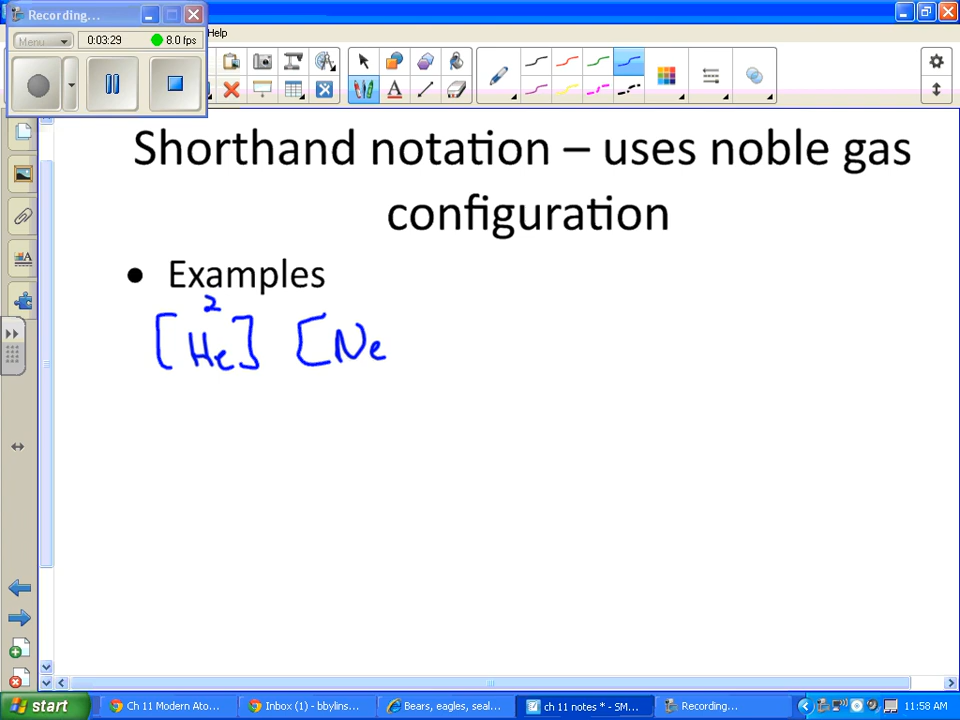 Recording...
Menu
0:03:29
8.0 fps
Help
Shorthand notation – uses noble gas
configuration
• Examples
2
[He] [Ne
start
Ch 11 Modern Ato...
Inbox (1) - bbylins...
Bears, eagles, seal...
ch 11 notes * - SM...
Recording...
11:58 AM